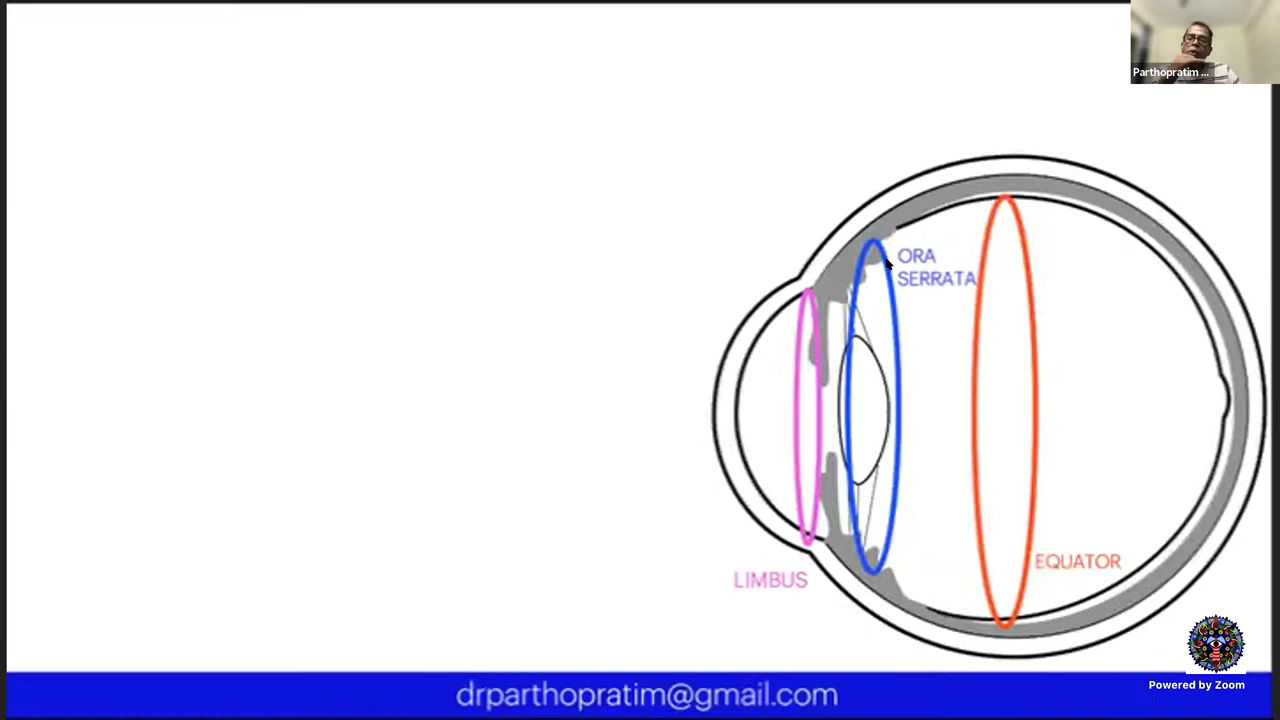 Parthopratim ...
ORA
SERRATA
EQUATOR
LIMBUS
drparthopratim@gmail.com
Powered by Zoom